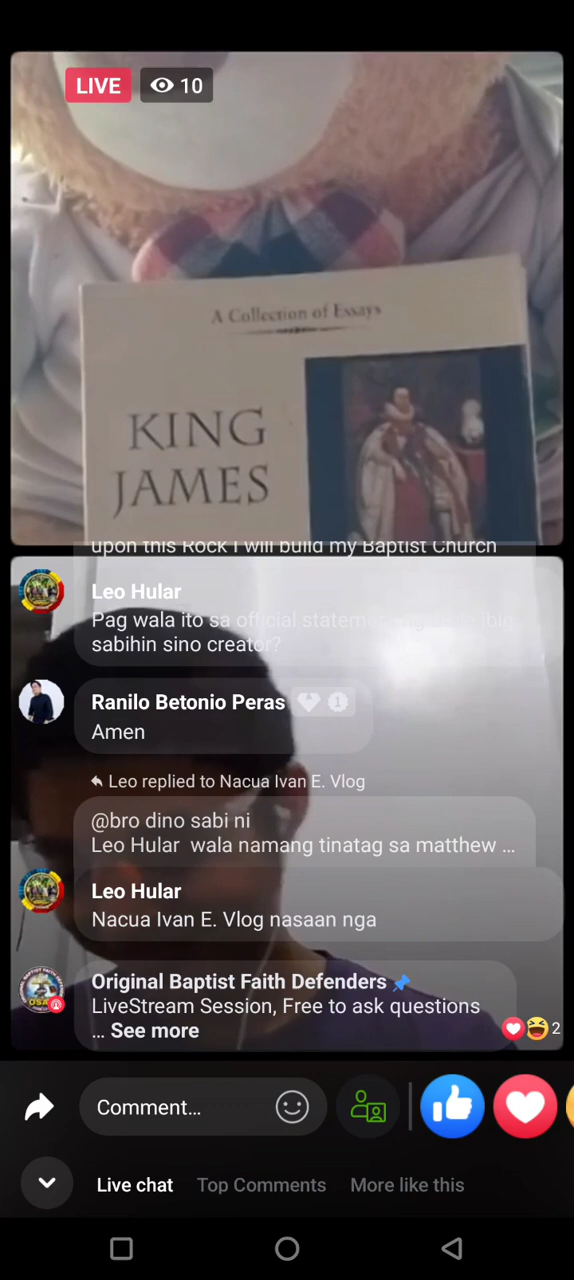 LIVE
10
A Collection of Essays
KING
JAMES
upon this Rock I will build my Baptist Church
Leo Hular
Pag wala ito sa official statement
sabihin sino creator?
Ranilo Betonio Peras
1
Amen
Leo replied to Nacua Ivan E. Vlog
@bro dino sabi ni
Leo Hular wala namang tinatag sa matthew ...
Leo Hular
Nacua Ivan E. Vlog nasaan nga
Original Baptist Faith Defenders
LiveStream Session, Free to ask questions
... See more
2
Comment...
Live chat Top Comments More like this